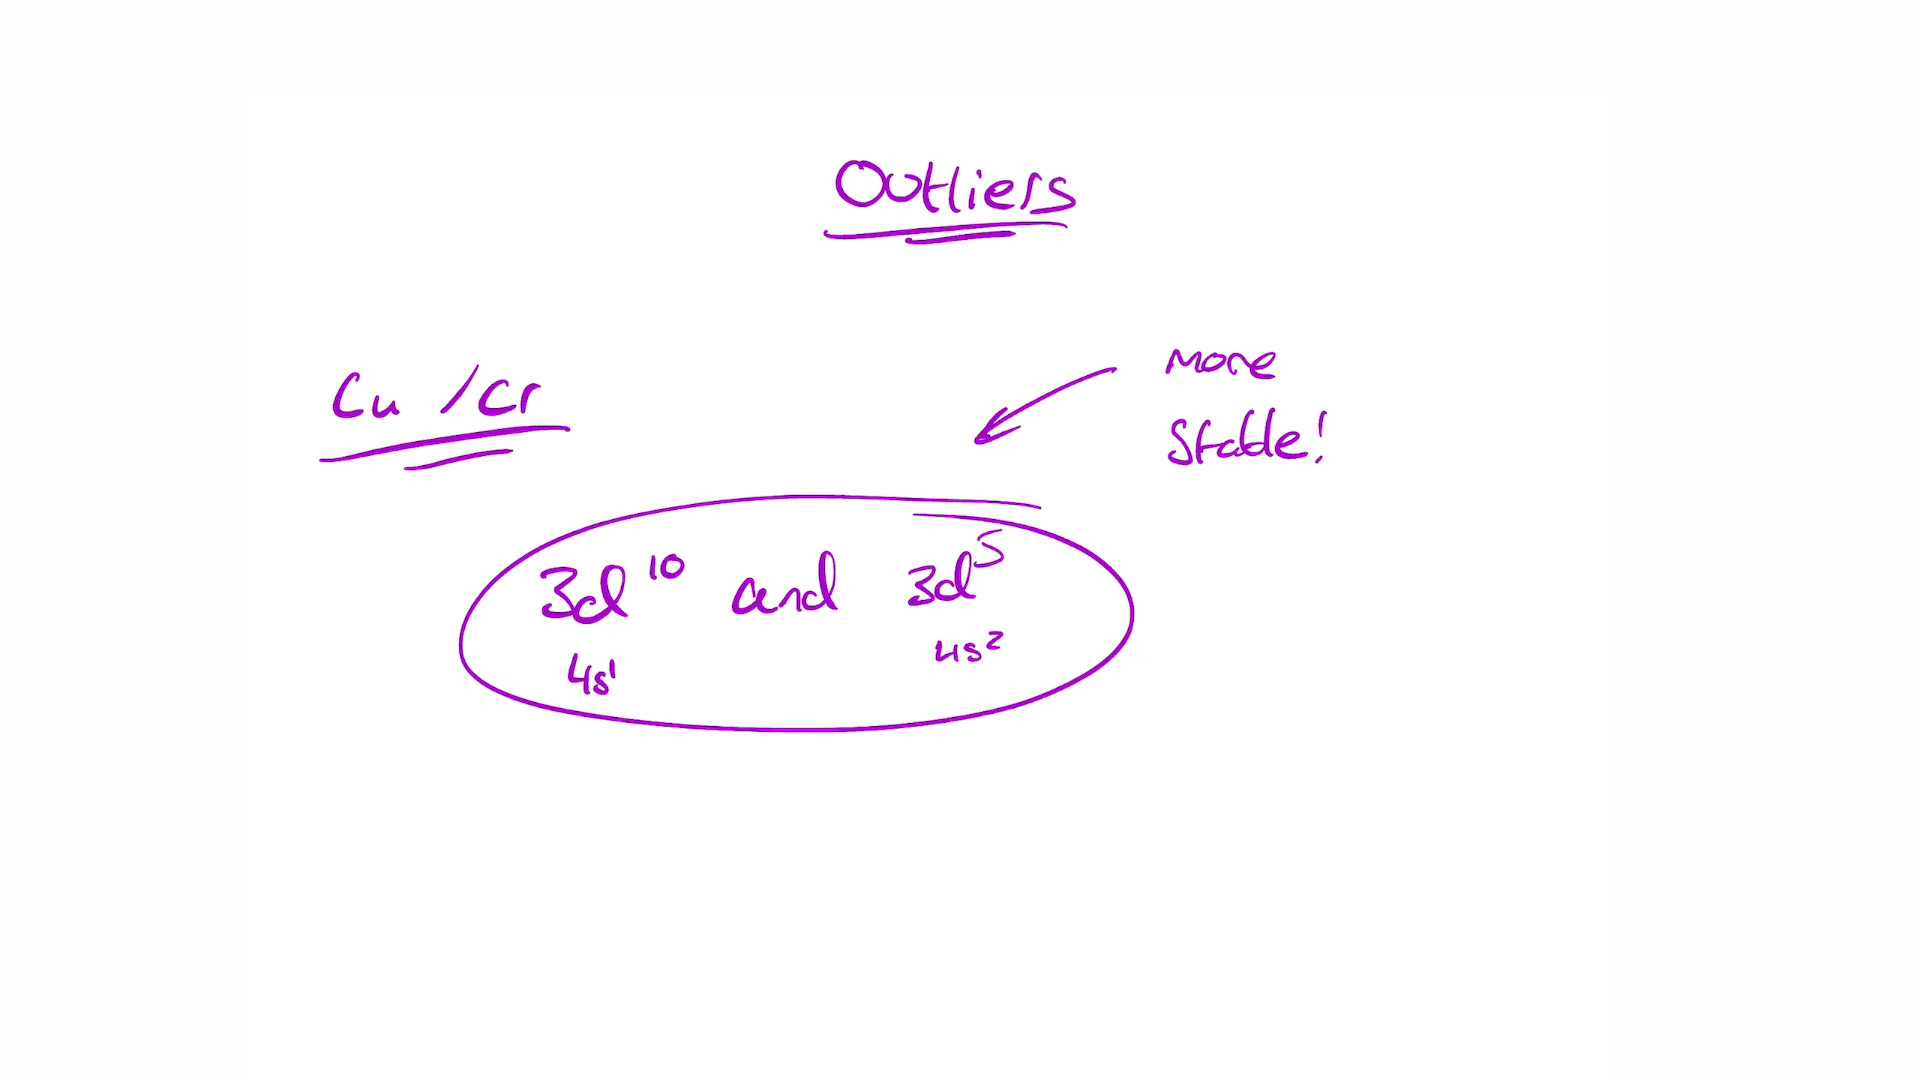 Outliers
Cu / Cr
more
Stable!
3d¹⁰ and 3d⁵
4s¹ 4s²